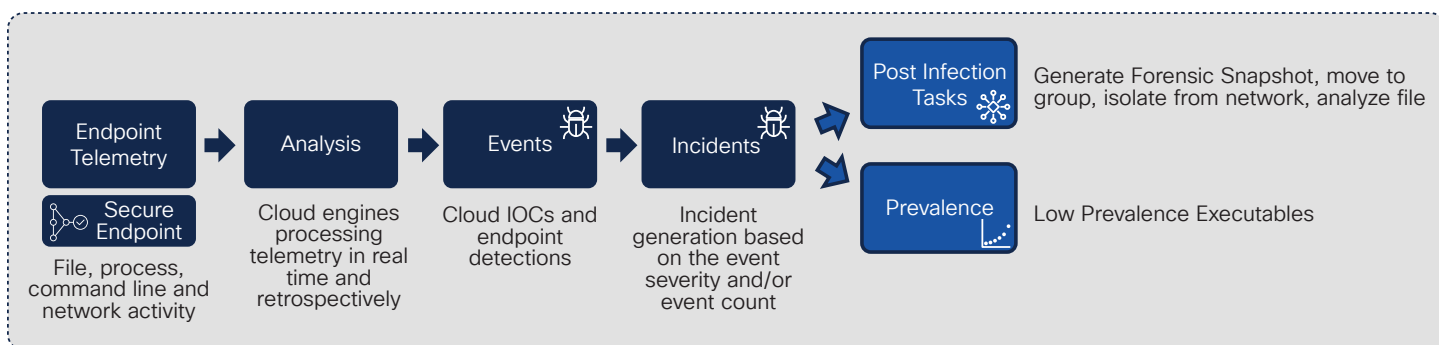 Endpoint
Telemetry
Secure
Endpoint
File, process,
command line and
network activity
Analysis
Cloud engines
processing
telemetry in real
time and
retrospectively
Events
Cloud IOCs and
endpoint
detections
Incidents
Incident
generation based
on the event
severity and/or
event count
Post Infection
Tasks
Generate Forensic Snapshot, move to
group, isolate from network, analyze file
Prevalence
Low Prevalence Executables